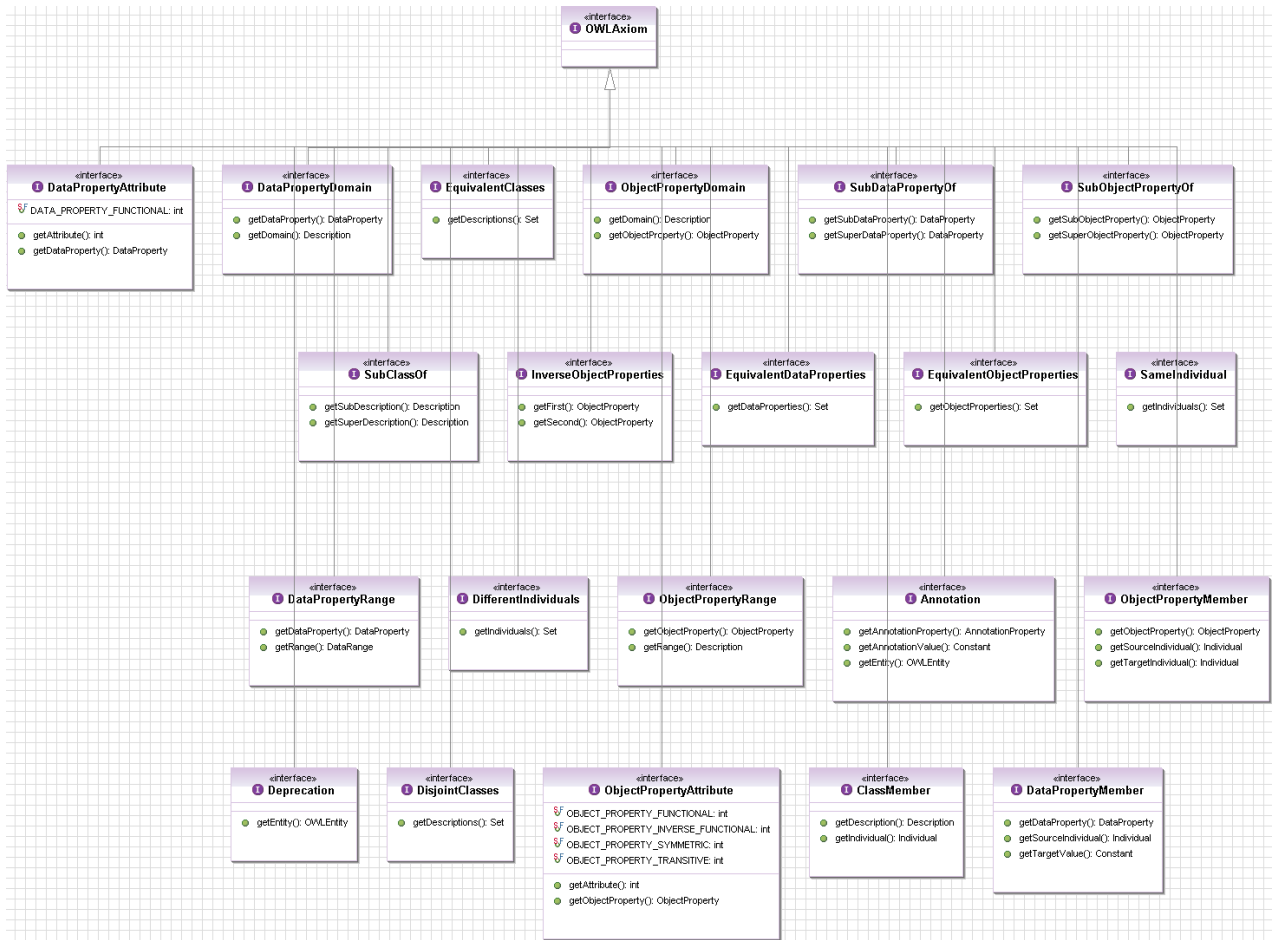 «interface»
OWLAxiom
«interface»
DataPropertyAttribute
DATA_PROPERTY_FUNCTIONAL: int
getAttribute(): int
getDataProperty(): DataProperty
«interface»
DataPropertyDomain
getDataProperty(): DataProperty
getDomain(): Description
«interface»
EquivalentClasses
getDescriptions(): Set
«interface»
ObjectPropertyDomain
getDomain(): Description
getObjectProperty(): ObjectProperty
«interface»
SubDataPropertyOf
getSubDataProperty(): DataProperty
getSuperDataProperty(): DataProperty
«interface»
SubObjectPropertyOf
getSubObjectProperty(): ObjectProperty
getSuperObjectProperty(): ObjectProperty
«interface»
SubClassOf
getSubDescription(): Description
getSuperDescription(): Description
«interface»
InverseObjectProperties
getFirst(): ObjectProperty
getSecond(): ObjectProperty
«interface»
EquivalentDataProperties
getDataProperties(): Set
«interface»
EquivalentObjectProperties
getObjectProperties(): Set
«interface»
SameIndividual
getIndividuals(): Set
«interface»
DataPropertyRange
getDataProperty(): DataProperty
getRange(): DataRange
«interface»
DifferentIndividuals
getIndividuals(): Set
«interface»
ObjectPropertyRange
getObjectProperty(): ObjectProperty
getRange(): Description
«interface»
Annotation
getAnnotationProperty(): AnnotationProperty
getAnnotationValue(): Constant
getEntity(): OWLEntity
«interface»
ObjectPropertyMember
getObjectProperty(): ObjectProperty
getSourceIndividual(): Individual
getTargetIndividual(): Individual
«interface»
Deprecation
getEntity(): OWLEntity
«interface»
DisjointClasses
getDescriptions(): Set
«interface»
ObjectPropertyAttribute
OBJECT_PROPERTY_FUNCTIONAL: int
OBJECT_PROPERTY_INVERSE_FUNCTIONAL: int
OBJECT_PROPERTY_SYMMETRIC: int
OBJECT_PROPERTY_TRANSITIVE: int
getAttribute(): int
getObjectProperty(): ObjectProperty
«interface»
ClassMember
getDescription(): Description
getIndividual(): Individual
«interface»
DataPropertyMember
getDataProperty(): DataProperty
getSourceIndividual(): Individual
getTargetValue(): Constant